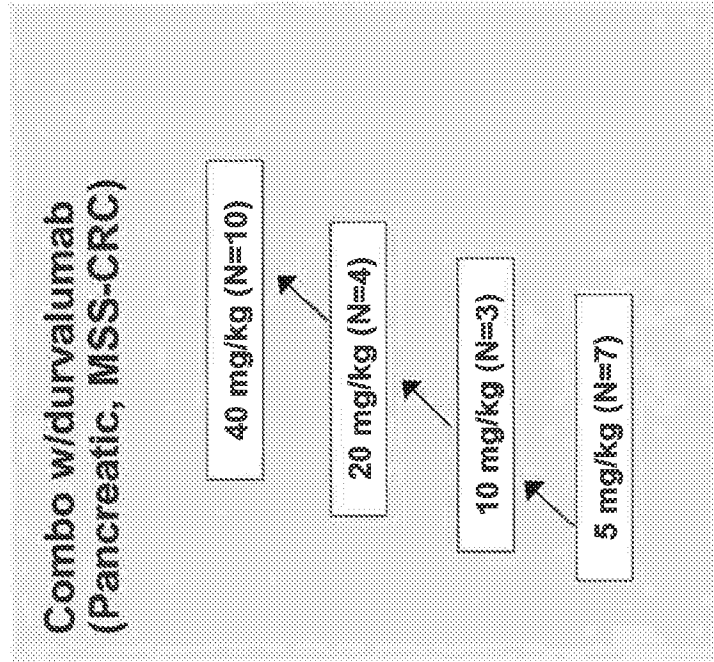 Combo w/durvalumab
(Pancreatic, MSS-CRC)
40 mg/kg (N=10)
20 mg/kg (N=4)
10 mg/kg (N=3)
5 mg/kg (N=7)